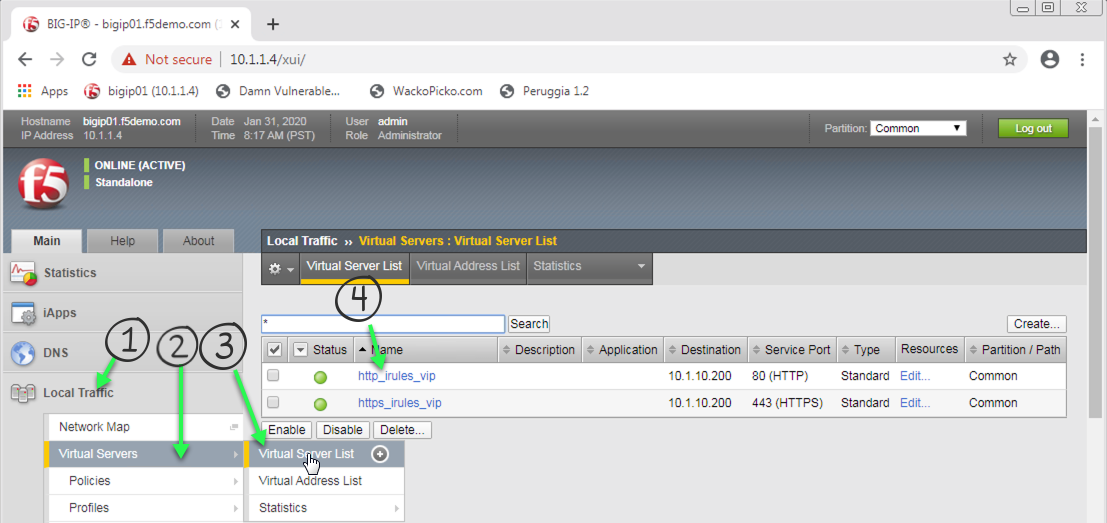 BIG-IP® - bigip01.f5demo.com (
Not secure 10.1.1.4/xui/
Apps bigip01 (10.1.1.4) Damn Vulnerable... WackoPicko.com Peruggia 1.2
Hostname bigip01.f5demo.com Date Jan 31, 2020 User admin
IP Address 10.1.1.4 Time 8:17 AM (PST) Role Administrator
Partition: Common Log out
f5
ONLINE (ACTIVE)
Standalone
Main Help About
Local Traffic ›› Virtual Servers : Virtual Server List
Virtual Server List Virtual Address List Statistics
Statistics
iApps
DNS
Local Traffic
1
2
3
4
* Search Create...
Status Name Description Application Destination Service Port Type Resources Partition / Path
http_irules_vip 10.1.10.200 80 (HTTP) Standard Edit... Common
https_irules_vip 10.1.10.200 443 (HTTPS) Standard Edit... Common
Enable Disable Delete...
Network Map
Virtual Servers
Policies
Profiles
Virtual Server List
Virtual Address List
Statistics